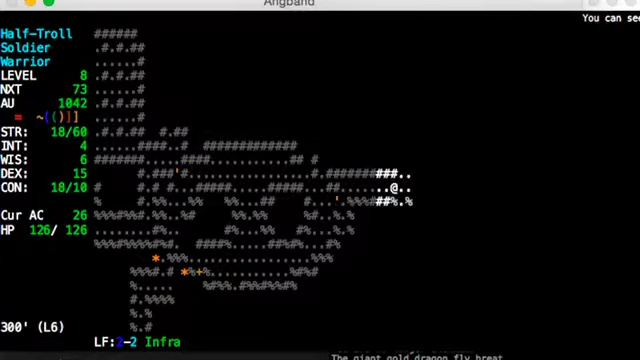 Angband
You can see
Half-Troll
Soldier
Warrior
LEVEL 8
NXT 73
AU 1042
= ~(()]]
STR: 18/60
INT: 4
WIS: 6
DEX: 15
CON: 18/10
Cur AC 26
HP 126/ 126
300' (L6)
LF:2-2 Infra
The giant gold dragon fly breat